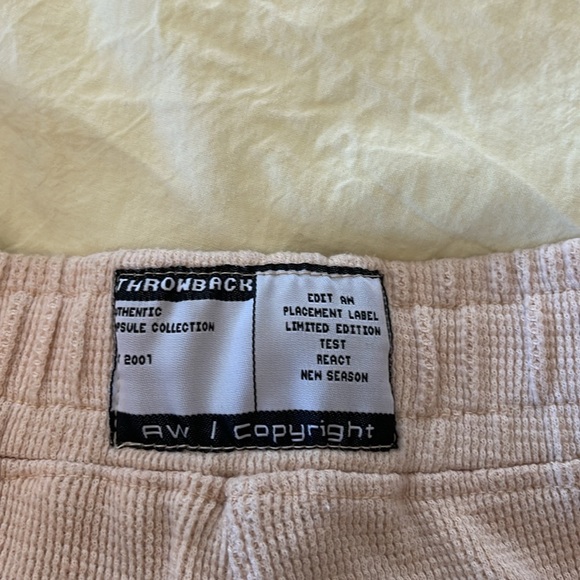 THROWBACK
THENTIC
PSULE COLLECTION
2001
EDIT AN
PLACEMENT LABEL
LIMITED EDITION
TEST
REACT
NEW SEASON
AW / Copyright